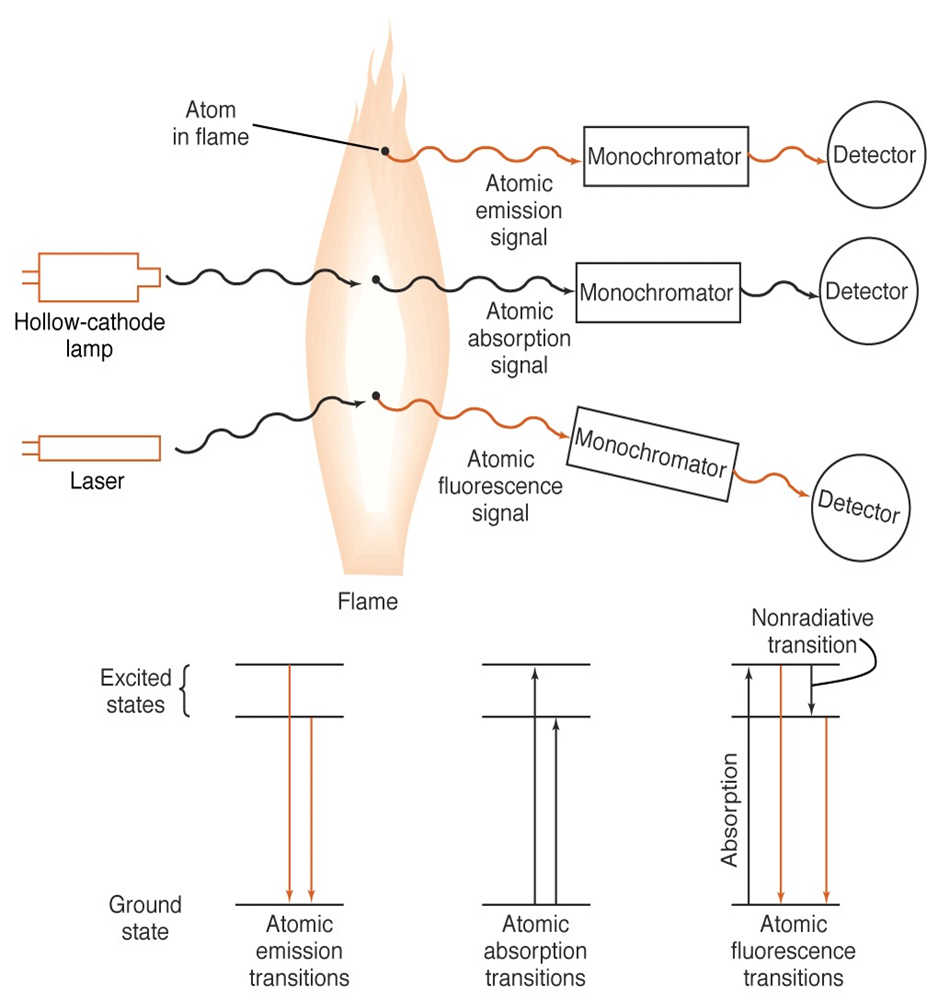 Atom
in flame
Monochromator
Detector
Atomic
emission
signal
Hollow-cathode
lamp
Monochromator
Detector
Atomic
absorption
signal
Laser
Monochromator
Detector
Atomic
fluorescence
signal
Flame
Nonradiative
transition
Excited
states
Absorption
Ground
state
Atomic
emission
transitions
Atomic
absorption
transitions
Atomic
fluorescence
transitions